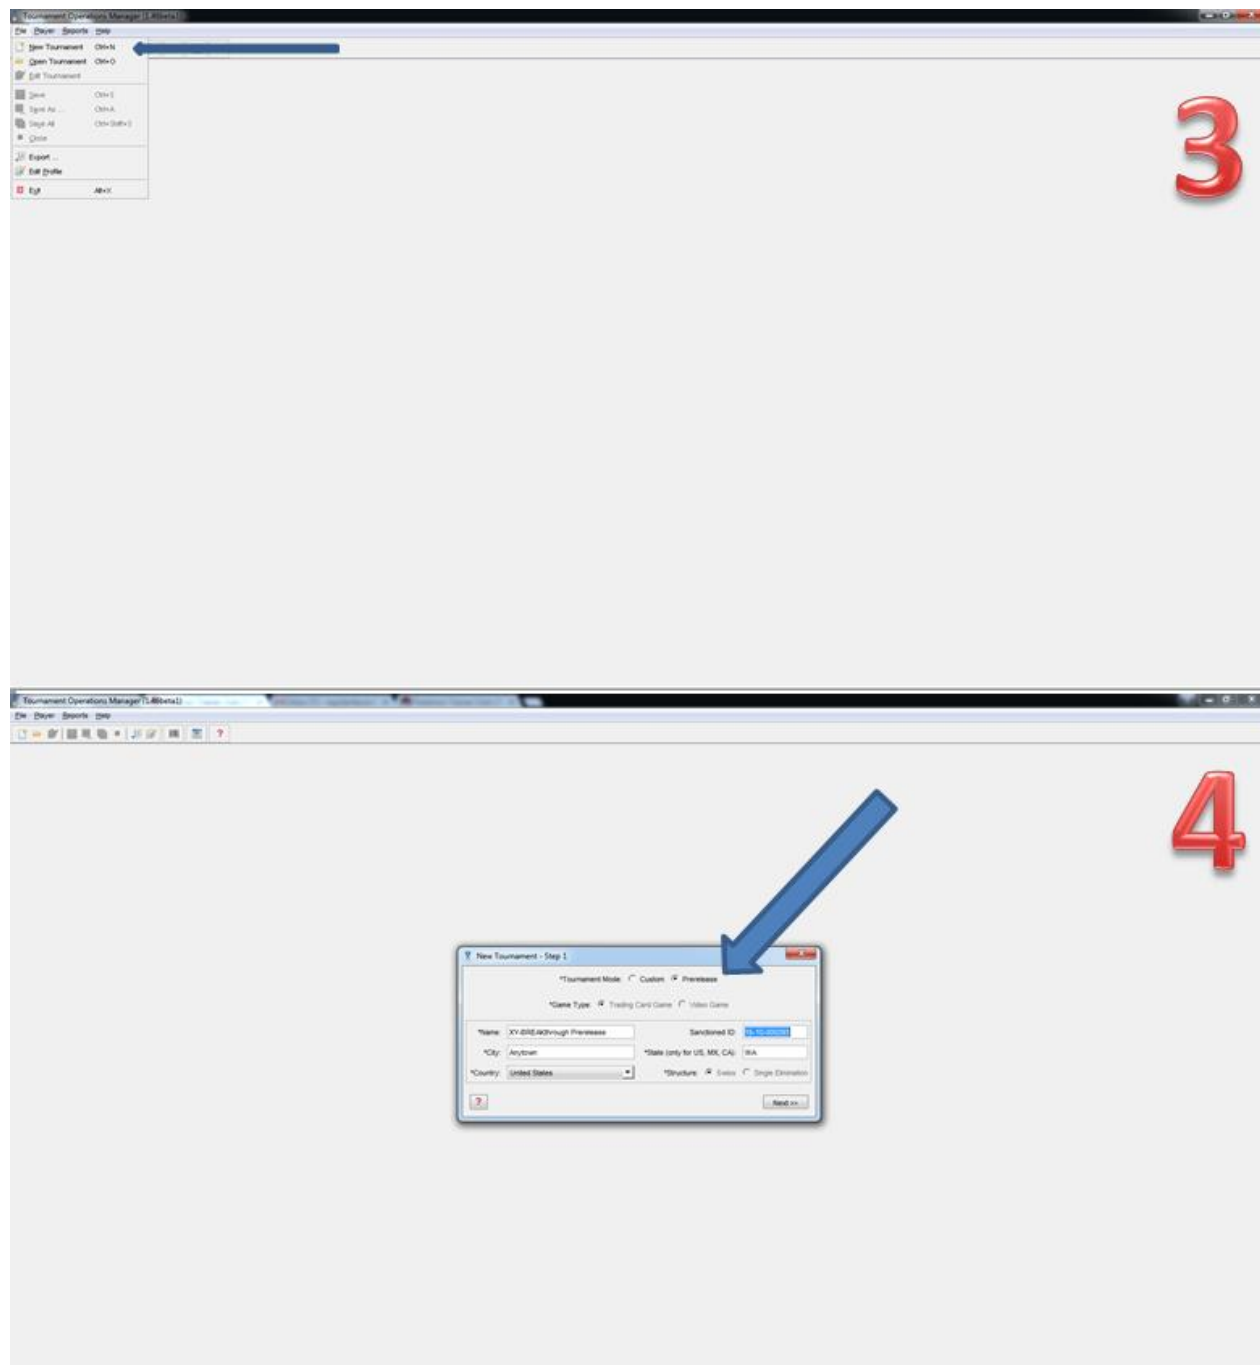 Tournament Operations Manager (1.46beta1)
File Player Reports Help
New Tournament Ctrl+N
Open Tournament Ctrl+O
Edit Tournament
Save Ctrl+S
Save As ... Ctrl+A
Save All Ctrl+Shift+S
Close
Export ...
Edit Profile
Exit Alt+X
3
Tournament Operations Manager (1.46beta1)
File Player Reports Help
?
4
New Tournament - Step 1
*Tournament Mode: Custom Prerelease
*Game Type: Trading Card Game Video Game
*Name: XY-BREAKthrough Prerelease Sanctioned ID:
*City: Anytown *State (only for US, MX, CA): WA
*Country: United States *Structure: Swiss Single Elimination
? Next >>